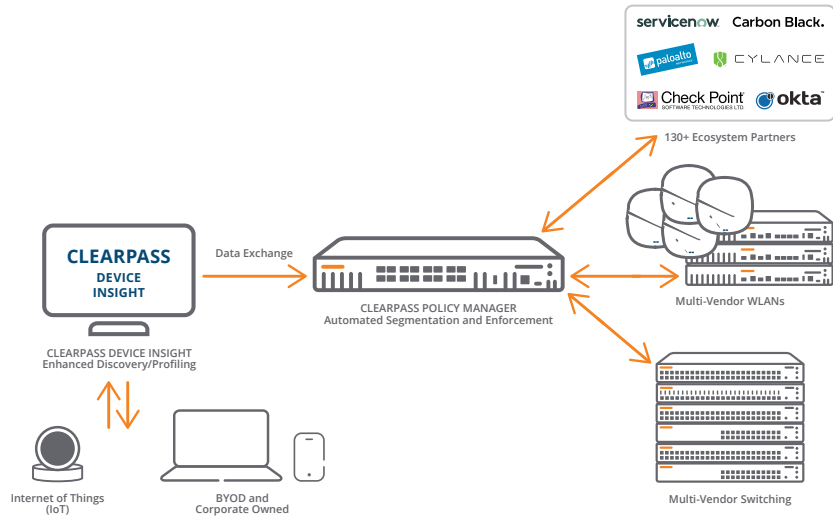 servicenow
Carbon Black.
paloalto
CYLANCE
Check Point
SOFTWARE TECHNOLOGIES LTD.
okta
130+ Ecosystem Partners
CLEARPASS
DEVICE
INSIGHT
Data Exchange
CLEARPASS POLICY MANAGER
Automated Segmentation and Enforcement
Multi-Vendor WLANs
CLEARPASS DEVICE INSIGHT
Enhanced Discovery/Profiling
Internet of Things
(IoT)
BYOD and
Corporate Owned
Multi-Vendor Switching